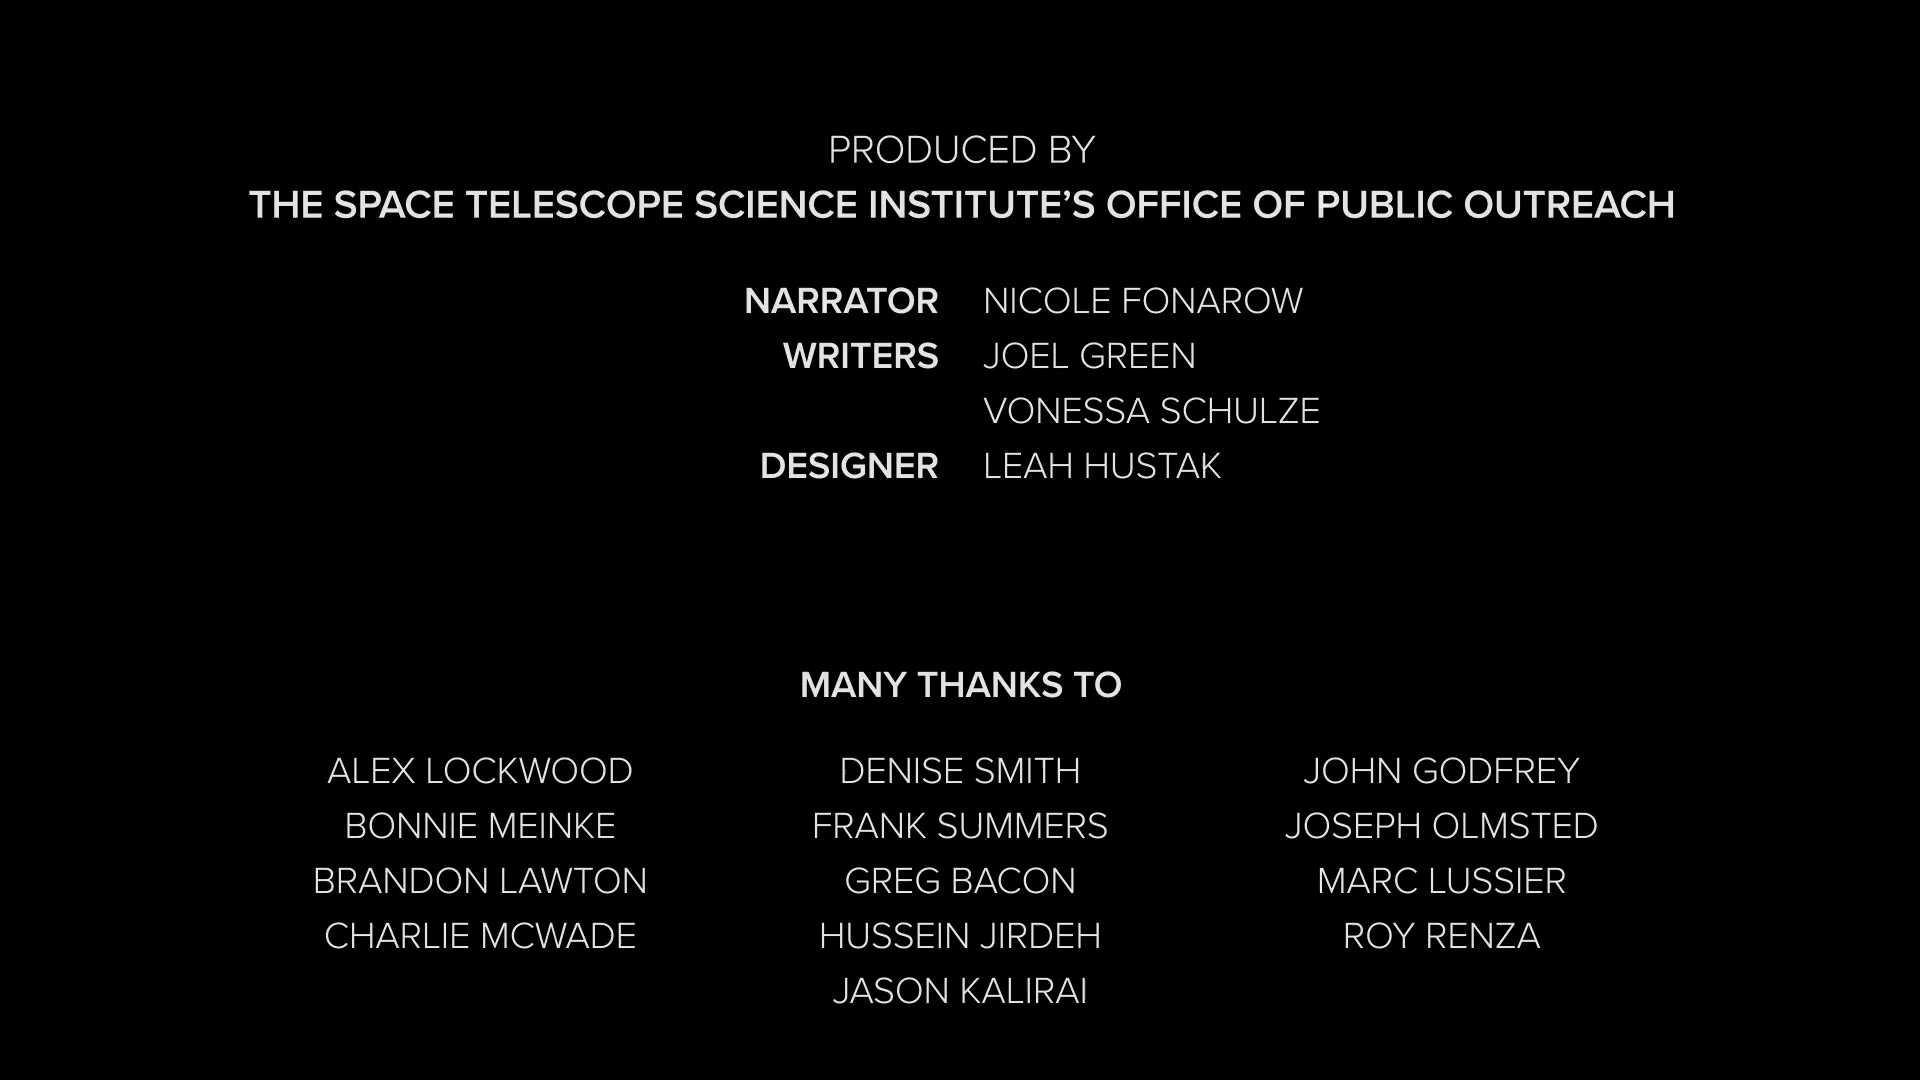 PRODUCED BY
THE SPACE TELESCOPE SCIENCE INSTITUTE’S OFFICE OF PUBLIC OUTREACH
NARRATOR NICOLE FONAROW
WRITERS JOEL GREEN
VONESSA SCHULZE
DESIGNER LEAH HUSTAK
MANY THANKS TO
ALEX LOCKWOOD
BONNIE MEINKE
BRANDON LAWTON
CHARLIE MCWADE
DENISE SMITH
FRANK SUMMERS
GREG BACON
HUSSEIN JIRDEH
JASON KALIRAI
JOHN GODFREY
JOSEPH OLMSTED
MARC LUSSIER
ROY RENZA